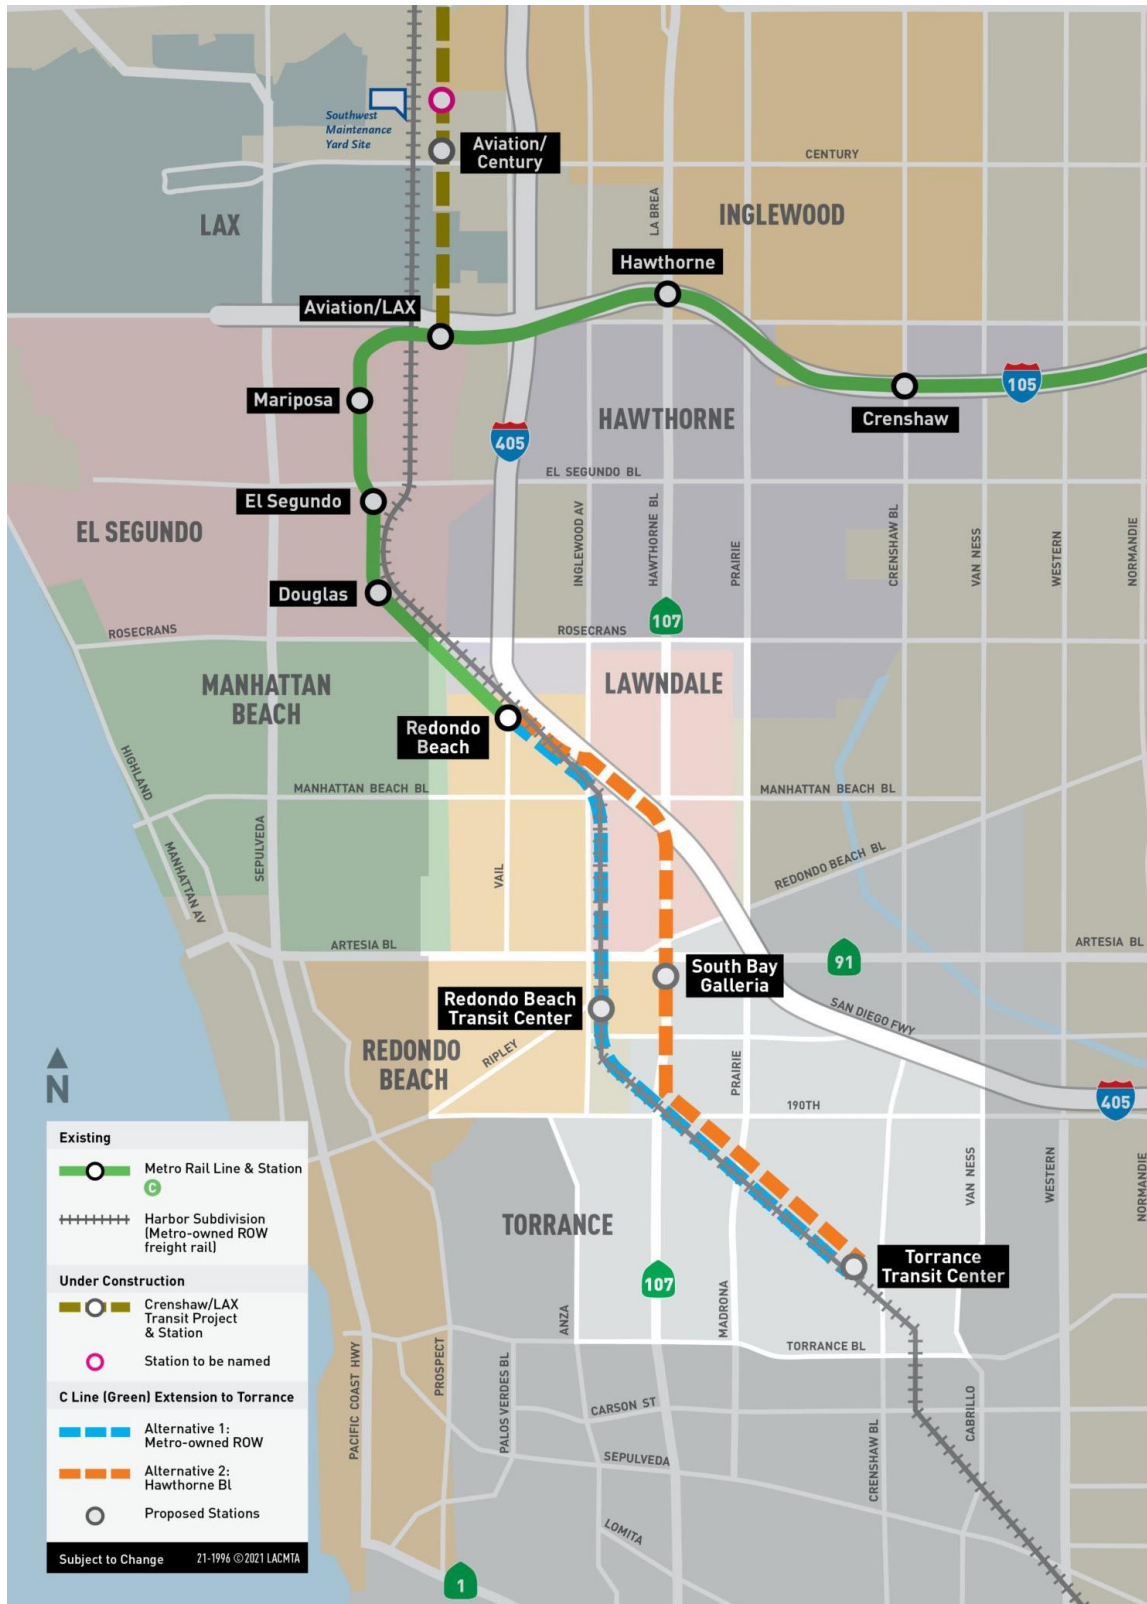 Southwest
Maintenance
Yard Site
Aviation/
Century
CENTURY
LAX
LA BREA
INGLEWOOD
Hawthorne
Aviation/LAX
Mariposa
105
HAWTHORNE
Crenshaw
405
EL SEGUNDO BL
El Segundo
EL SEGUNDO
INGLEWOOD AV
HAWTHORNE BL
PRAIRIE
CRENSHAW BL
VAN NESS
WESTERN
NORMANDIE
Douglas
107
ROSECRANS
ROSECRANS
MANHATTAN
BEACH
LAWNDALE
Redondo
Beach
HIGHLAND
MANHATTAN BEACH BL
MANHATTAN BEACH BL
SEPULVEDA
MANHATTAN AV
VAIL
REDONDO BEACH BL
ARTESIA BL
ARTESIA BL
91
South Bay
Galleria
Redondo Beach
Transit Center
SAN DIEGO FWY
REDONDO
BEACH
RIPLEY
PRAIRIE
N
190TH
405
VAN NESS
WESTERN
NORMANDIE
TORRANCE
Torrance
Transit Center
107
ANZA
MADRONA
TORRANCE BL
PACIFIC COAST HWY
PROSPECT
PALOS VERDES BL
CARSON ST
CRENSHAW BL
CABRILLO
SEPULVEDA
LOMITA
1
Existing
Metro Rail Line & Station
C
Harbor Subdivision
(Metro-owned ROW
freight rail)
Under Construction
Crenshaw/LAX
Transit Project
& Station
Station to be named
C Line (Green) Extension to Torrance
Alternative 1:
Metro-owned ROW
Alternative 2:
Hawthorne Bl
Proposed Stations
Subject to Change 21-1996 ©2021 LACMTA